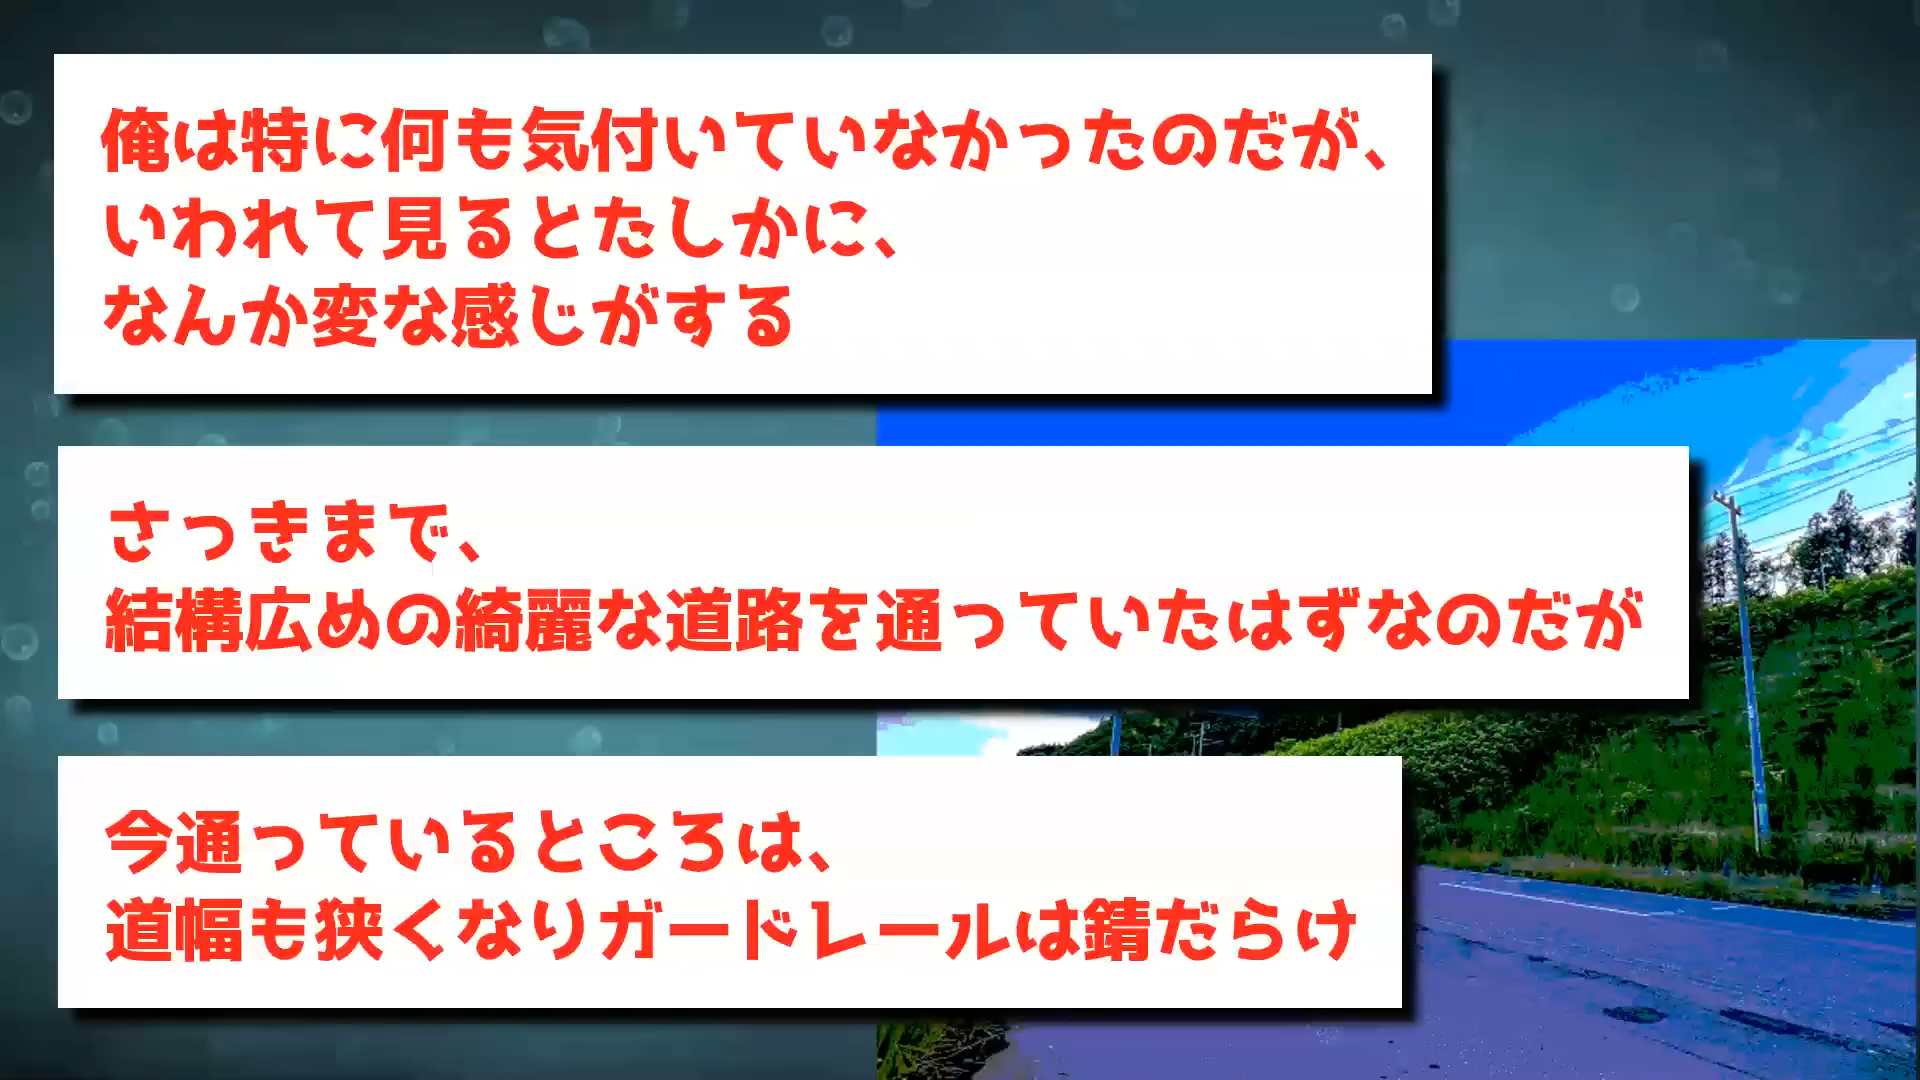 俺は特に何も気付いていなかったのだが、
いわれて見るとたしかに、
なんか変な感じがする
さっきまで、
結構広めの綺麗な道路を通っていたはずなのだが
今通っているところは、
道幅も狭くなりガードレールは錆だらけ